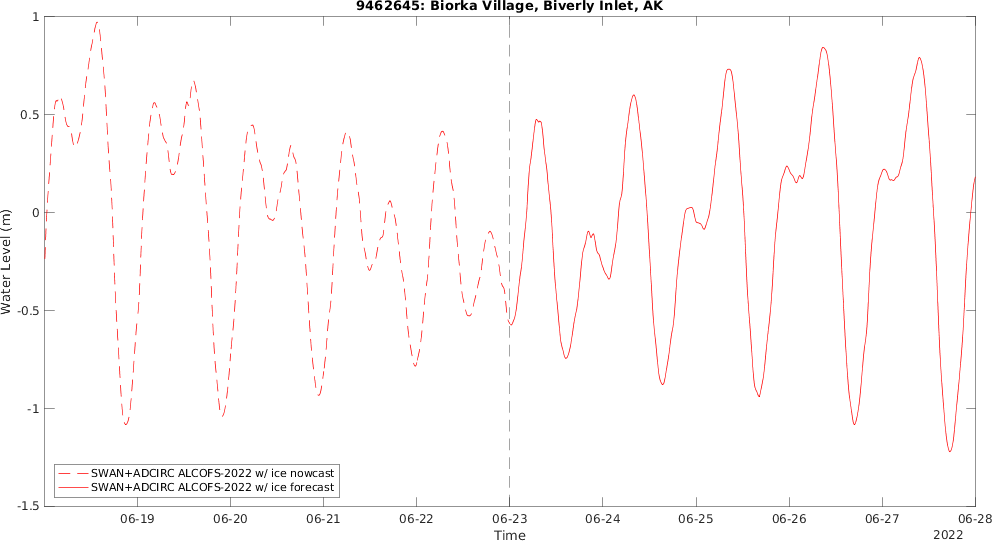 9462645: Biorka Village, Biverly Inlet, AK
Water Level (m)
1
0.5
0
-0.5
-1
-1.5
SWAN+ADCIRC ALCOFS-2022 w/ ice nowcast
SWAN+ADCIRC ALCOFS-2022 w/ ice forecast
06-19 06-20 06-21 06-22 06-23 06-24 06-25 06-26 06-27 06-28
Time
2022